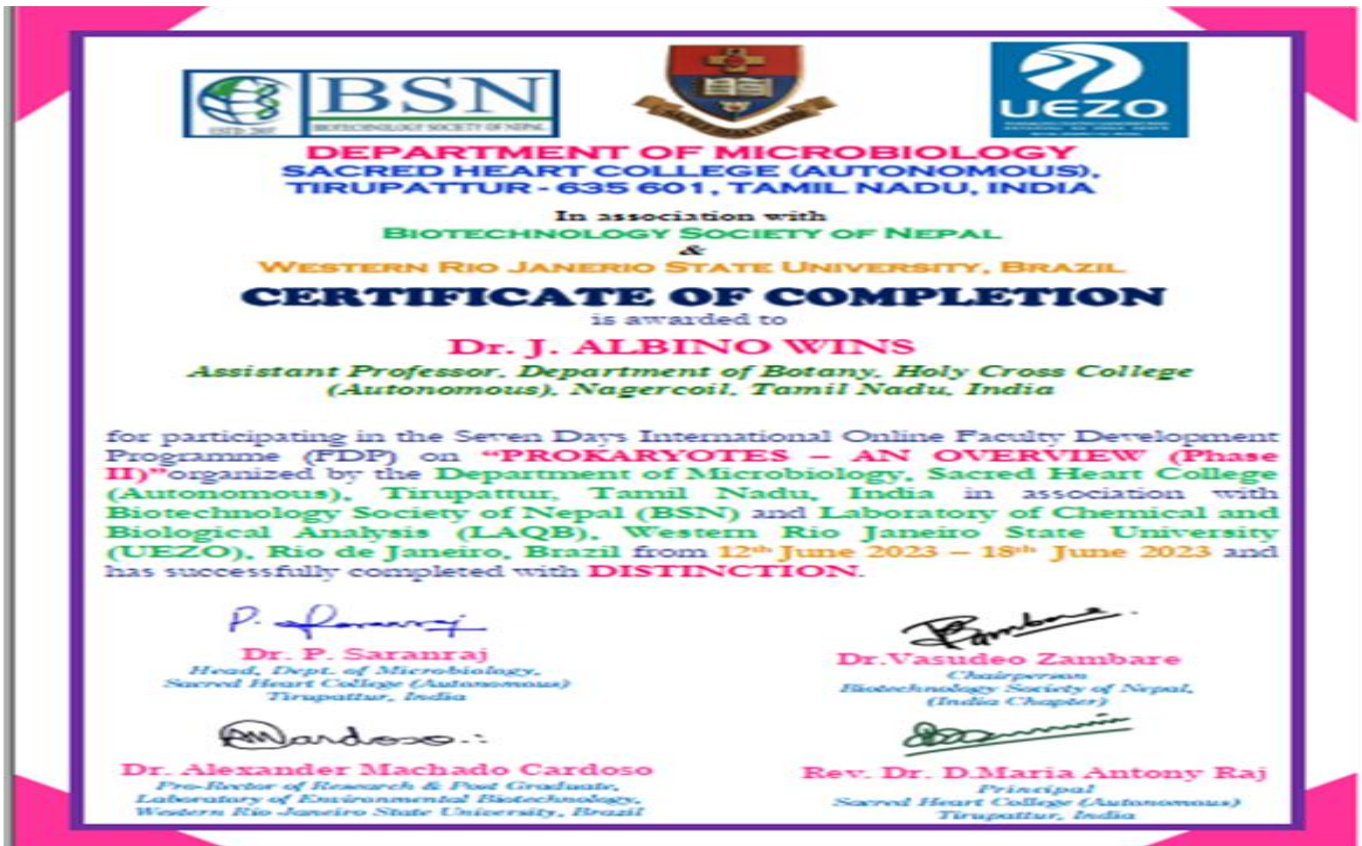 BSN
ESTD. 2007
BIOTECHNOLOGY SOCIETY OF NEPAL
UEZO
DEPARTMENT OF MICROBIOLOGY
SACRED HEART COLLEGE (AUTONOMOUS),
TIRUPATTUR - 635 601, TAMIL NADU, INDIA
In association with
BIOTECHNOLOGY SOCIETY OF NEPAL
&
WESTERN RIO JANERIO STATE UNIVERSITY, BRAZIL
CERTIFICATE OF COMPLETION
is awarded to
Dr. J. ALBINO WINS
Assistant Professor, Department of Botany, Holy Cross College
(Autonomous), Nagercoil, Tamil Nadu, India
for participating in the Seven Days International Online Faculty Development
Programme (FDP) on “PROKARYOTES – AN OVERVIEW (Phase
II)”organized by the Department of Microbiology, Sacred Heart College
(Autonomous), Tirupattur, Tamil Nadu, India in association with
Biotechnology Society of Nepal (BSN) and Laboratory of Chemical and
Biological Analysis (LAQB), Western Rio Janeiro State University
(UEZO), Rio de Janeiro, Brazil from 12th June 2023 – 18th June 2023 and
has successfully completed with DISTINCTION.
Dr. P. Saranraj
Head, Dept. of Microbiology,
Sacred Heart College (Autonomous)
Tirupattur, India
Dr.Vasudeo Zambare
Chairperson
Biotechnology Society of Nepal,
(India Chapter)
Dr. Alexander Machado Cardoso
Pro-Rector of Research & Post Graduate,
Laboratory of Environmental Biotechnology,
Western Rio Janeiro State University, Brazil
Rev. Dr. D.Maria Antony Raj
Principal
Sacred Heart College (Autonomous)
Tirupattur, India